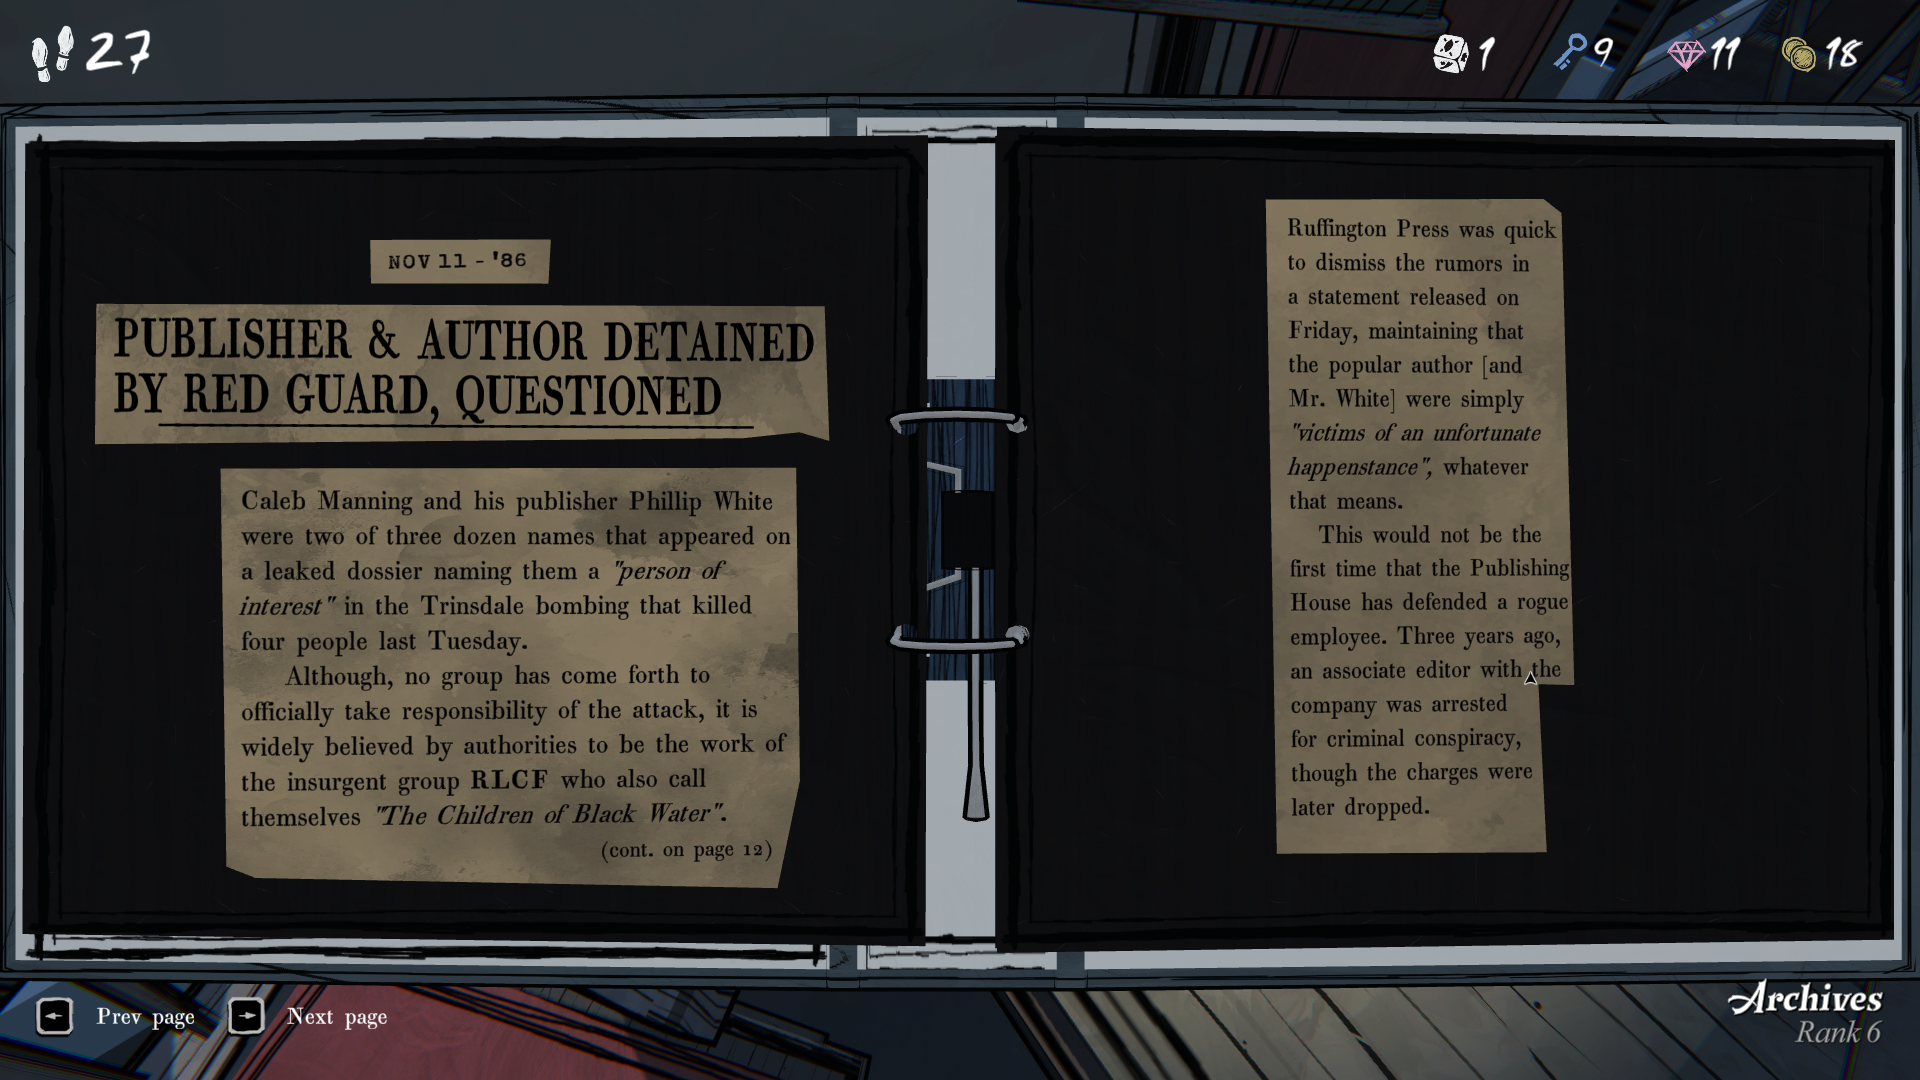 27
1
9
11
18
NOV 11 - '86
PUBLISHER & AUTHOR DETAINED
BY RED GUARD, QUESTIONED
Caleb Manning and his publisher Phillip White
were two of three dozen names that appeared on
a leaked dossier naming them a "person of
interest" in the Trinsdale bombing that killed
four people last Tuesday.
Although, no group has come forth to
officially take responsibility of the attack, it is
widely believed by authorities to be the work of
the insurgent group RLCF who also call
themselves "The Children of Black Water".
(cont. on page 12)
Ruffington Press was quick
to dismiss the rumors in
a statement released on
Friday, maintaining that
the popular author [and
Mr. White] were simply
"victims of an unfortunate
happenstance", whatever
that means.
This would not be the
first time that the Publishing
House has defended a rogue
employee. Three years ago,
an associate editor with the
company was arrested
for criminal conspiracy,
though the charges were
later dropped.
Prev page
Next page
Archives
Rank 6